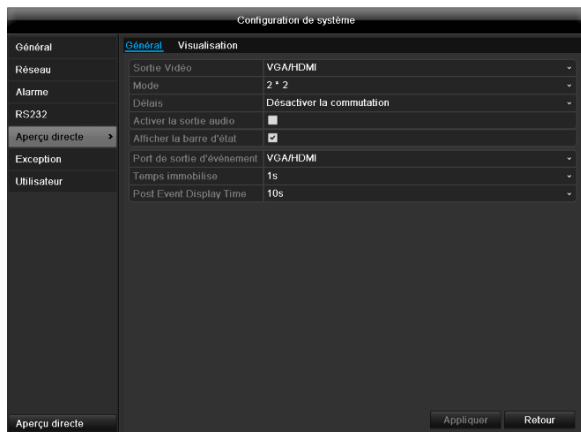 Configuration de système
Général
Réseau
Alarme
RS232
Aperçu directe >
Exception
Utilisateur
Aperçu directe
Général Visualisation
Sortie Vidéo VGA/HDMI
Mode 2 * 2
Délais Désactiver la commutation
Activer la sortie audio
Afficher la barre d'état
Port de sortie d'évènement VGA/HDMI
Temps immobilise 1s
Post Event Display Time 10s
Appliquer Retour